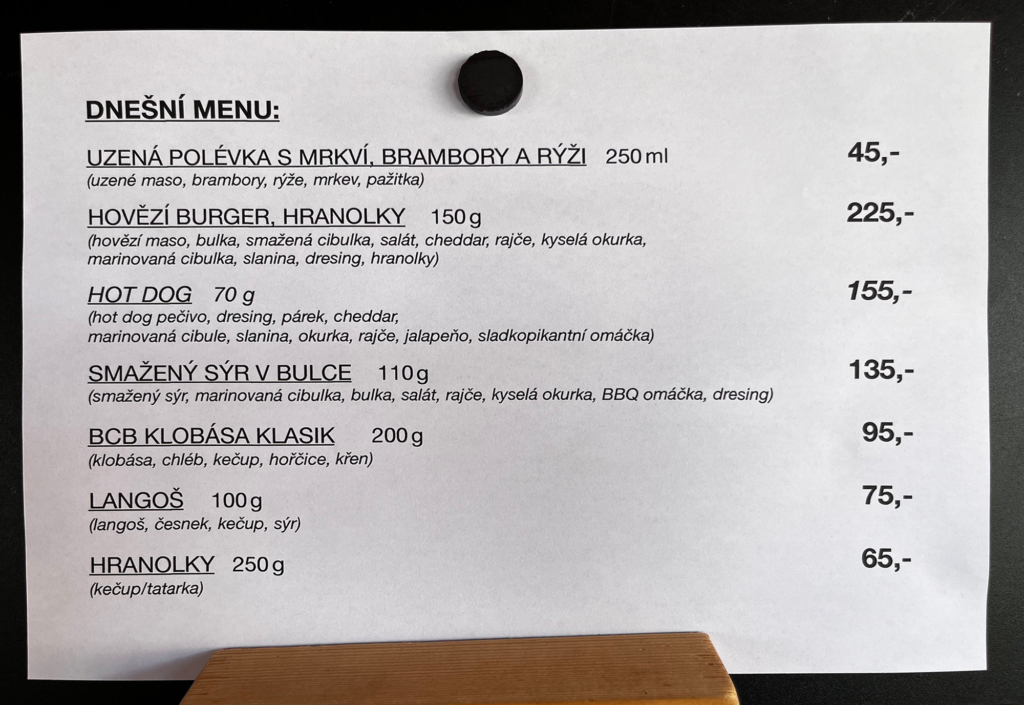 DNEŠNÍ MENU:
UZENÁ POLÉVKA S MRKVÍ, BRAMBORY A RÝŽI 250 ml 45,-
(uzené maso, brambory, rýže, mrkev, pažitka)
HOVĚZÍ BURGER, HRANOLKY 150 g 225,-
(hovězí maso, bulka, smažená cibulka, salát, cheddar, rajče, kyselá okurka,
marinovaná cibulka, slanina, dresing, hranolky)
HOT DOG 70 g 155,-
(hot dog pečivo, dresing, párek, cheddar,
marinovaná cibule, slanina, okurka, rajče, jalapeňo, sladkopikantní omáčka)
SMAŽENÝ SÝR V BULCE 110 g 135,-
(smažený sýr, marinovaná cibulka, bulka, salát, rajče, kyselá okurka, BBQ omáčka, dresing)
BCB KLOBÁSA KLASIK 200 g 95,-
(klobása, chléb, kečup, hořčice, křen)
LANGOŠ 100 g 75,-
(langoš, česnek, kečup, sýr)
HRANOLKY 250 g 65,-
(kečup/tatarka)